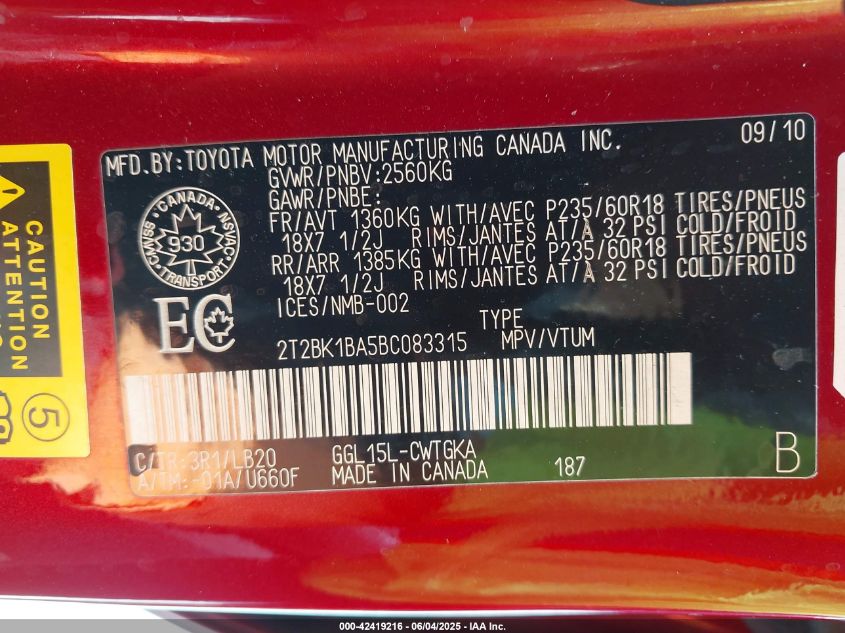 MFD.BY:TOYOTA MOTOR MANUFACTURING CANADA INC. 09/10
GVWR/PNBV:2560KG
GAWR/PNBE:
FR/AVT 1360KG WITH/AVEC P235/60R18 TIRES/PNEUS
18X7 1/2J RIMS/JANTES AT/À 32 PSI COLD/FROID
RR/ARR 1385KG WITH/AVEC P235/60R18 TIRES/PNEUS
18X7 1/2J RIMS/JANTES AT/À 32 PSI COLD/FROID
ICES/NMB-002
CANADA
CMVSS
NSVAC
930
TRANSPORT
EC
TYPE
2T2BK1BA5BC083315 MPV/VTUM
C/TR:3R1/LB20 GGL15L-CWTGKA
A/TM:-01A/U660F MADE IN CANADA 187 B
CAUTION
ATTENTION
5
000-42419216 - 06/04/2025 - IAA Inc.